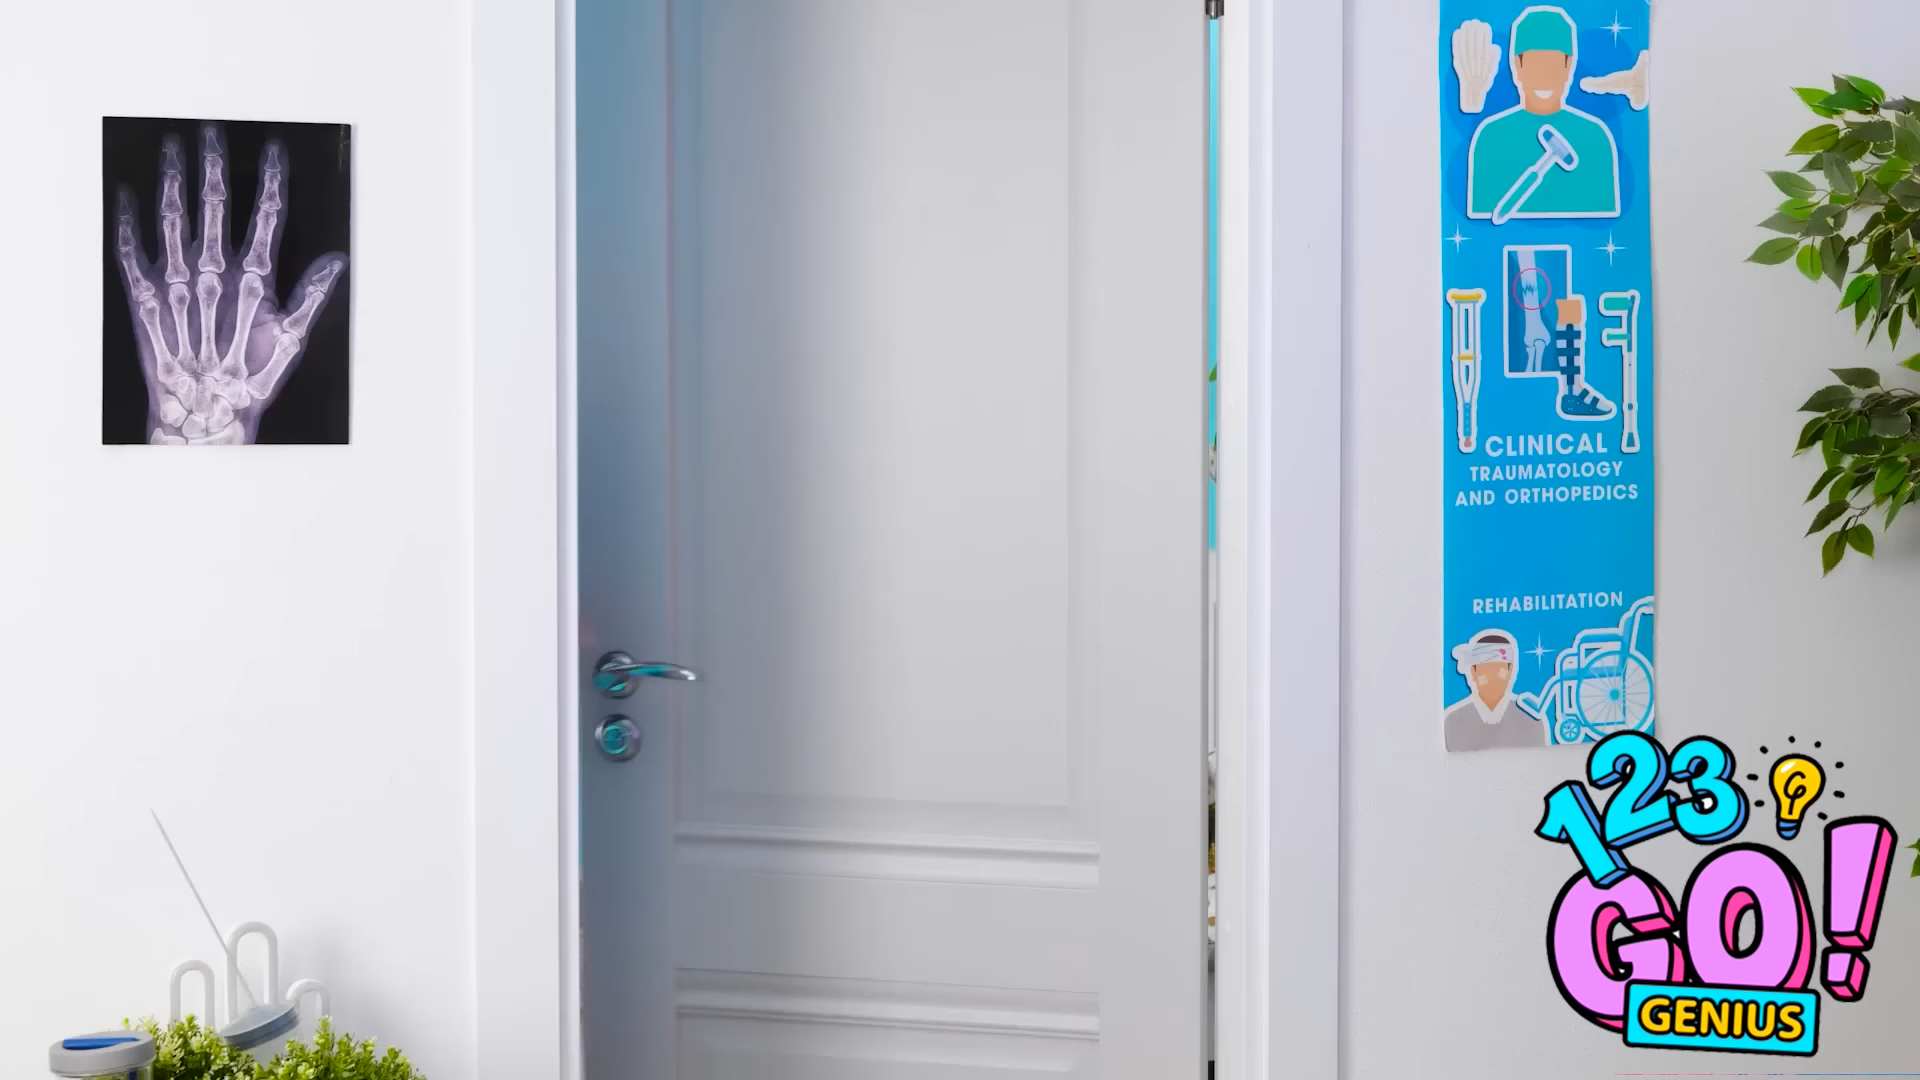 CLINICAL
TRAUMATOLOGY
AND ORTHOPEDICS
REHABILITATION
123
GO!
GENIUS